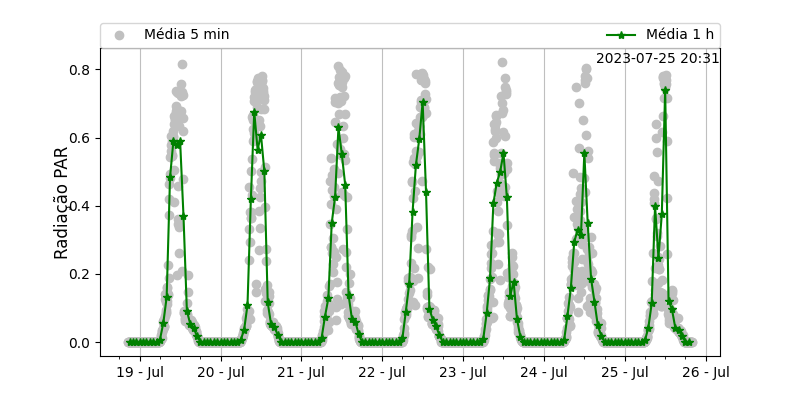 Média 5 min
Média 1 h
2023-07-25 20:31
Radiação PAR
0.8
0.6
0.4
0.2
0.0
19 - Jul
20 - Jul
21 - Jul
22 - Jul
23 - Jul
24 - Jul
25 - Jul
26 - Jul